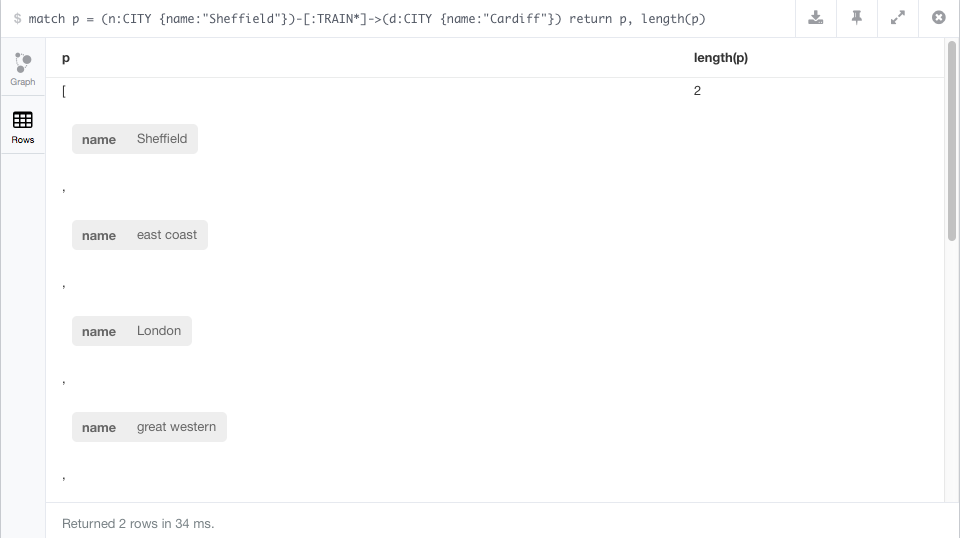 $ match p = (n:CITY {name:"Sheffield"})-[:TRAIN*]->(d:CITY {name:"Cardiff"}) return p, length(p)
Graph
Rows
p length(p)
[ 2
name Sheffield
,
name east coast
,
name London
,
name great western
,
Returned 2 rows in 34 ms.